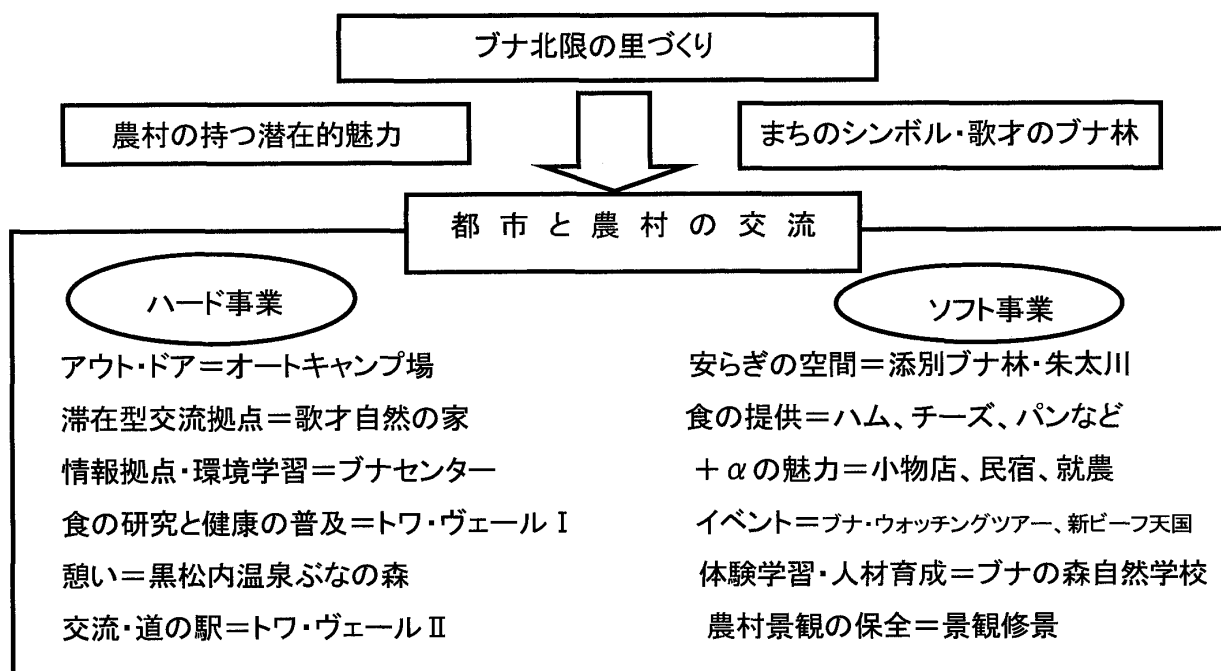 ブナ北限の里づくり
農村の持つ潜在的魅力
まちのシンボル・歌才のブナ林
都市と農村の交流
ハード事業
アウト・ドア＝オートキャンプ場
滞在型交流拠点＝歌才自然の家
情報拠点・環境学習＝ブナセンター
食の研究と健康の普及＝トワ・ヴェールⅠ
憩い＝黒松内温泉ぶなの森
交流・道の駅＝トワ・ヴェールⅡ
ソフト事業
安らぎの空間＝添別ブナ林・朱太川
食の提供＝ハム、チーズ、パンなど
＋αの魅力＝小物店、民宿、就農
イベント＝ブナ・ウォッチングツアー、新ビーフ天国
体験学習・人材育成＝ブナの森自然学校
農村景観の保全＝景観修景